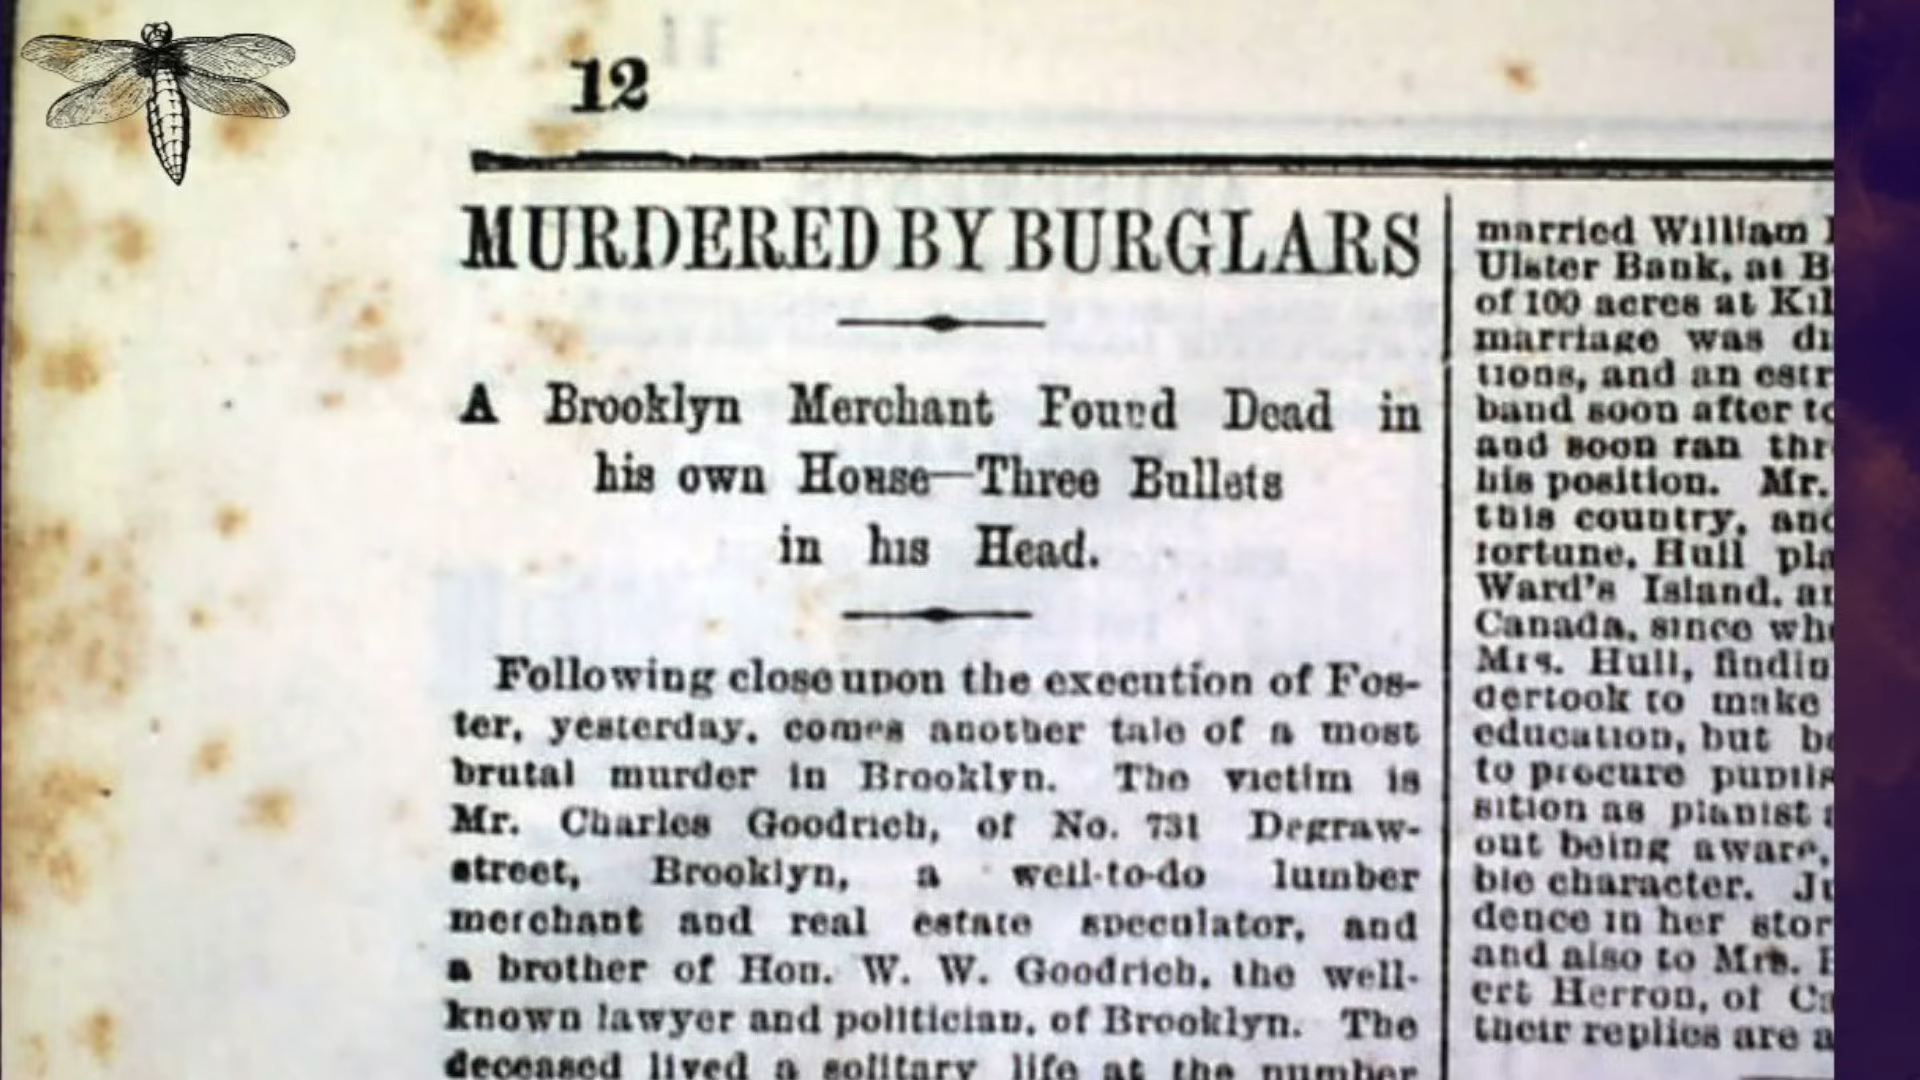 12
MURDERED BY BURGLARS
A Brooklyn Merchant Found Dead in
his own House—Three Bullets
in his Head.
Following close upon the execution of Fos-
ter, yesterday, comes another tale of a most
brutal murder in Brooklyn. The victim is
Mr. Charles Goodrich, of No. 731 Degraw-
street, Brooklyn, a well-to-do lumber
merchant and real estate speculator, and
a brother of Hon. W. W. Goodrich, the well-
known lawyer and politician, of Brooklyn. The
deceased lived a solitary life at the number
married William
Ulster Bank, at B
of 100 acres at Kil
marriage was di
tions, and an estr
band soon after to
and soon ran thr
his position. Mr.
this country, and
fortune, Hull pla
Ward's Island, an
Canada, since whe
Mrs. Hull, findin
dertook to make
education, but be
to procure pupils
sition as pianist
out being aware,
ble character. Ju
dence in her stor
and also to Mrs. H
ert Herron, of Ca
their replies are a